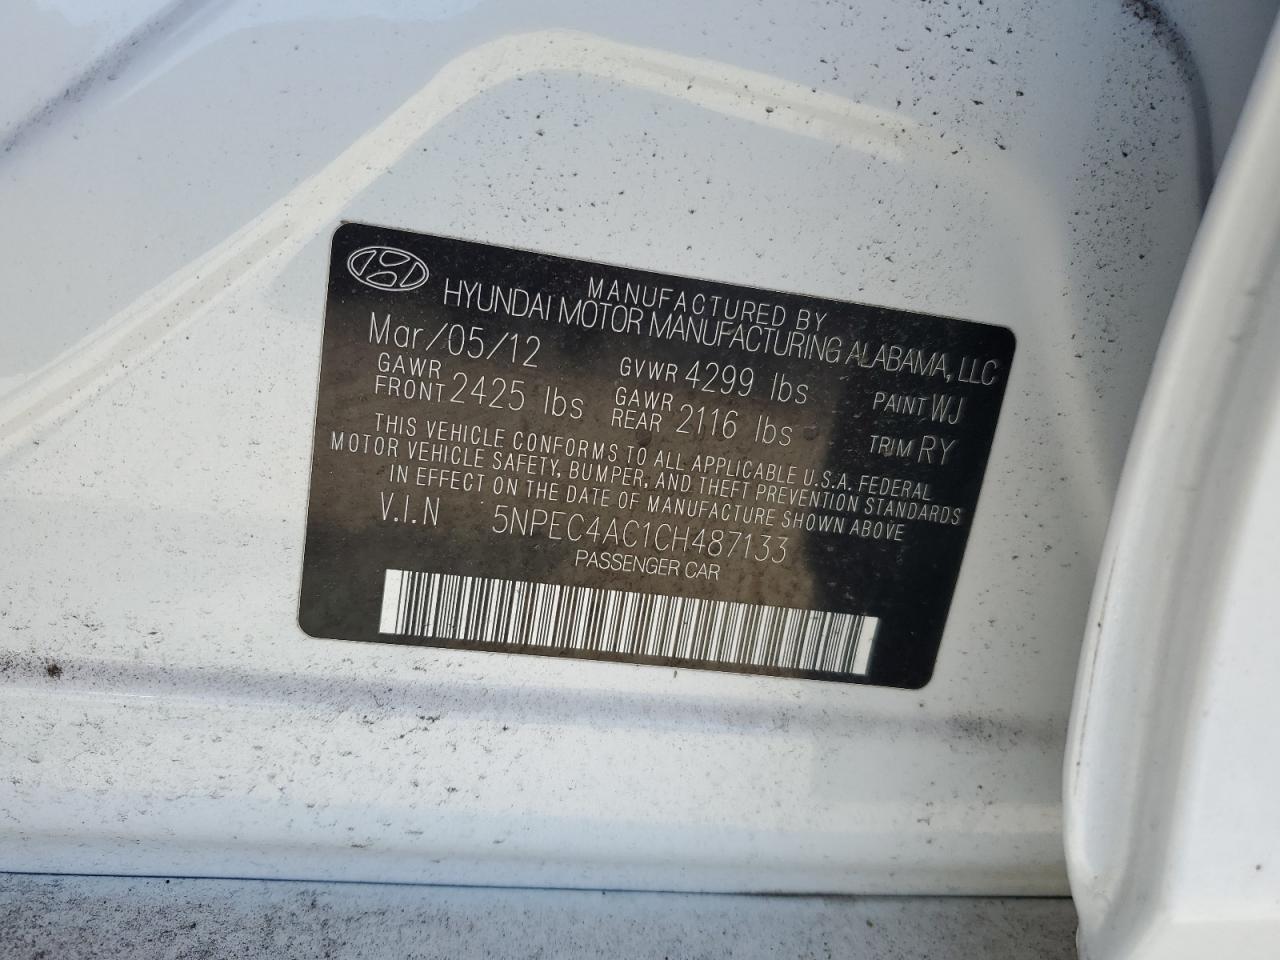 MANUFACTURED BY
HYUNDAI MOTOR MANUFACTURING ALABAMA, LLC
Mar/05/12 GVWR 4299 lbs PAINT WJ
GAWR FRONT 2425 lbs GAWR REAR 2116 lbs TRIM RY
THIS VEHICLE CONFORMS TO ALL APPLICABLE U.S.A. FEDERAL
MOTOR VEHICLE SAFETY, BUMPER, AND THEFT PREVENTION STANDARDS
IN EFFECT ON THE DATE OF MANUFACTURE SHOWN ABOVE
V.I.N 5NPEC4AC1CH487133
PASSENGER CAR